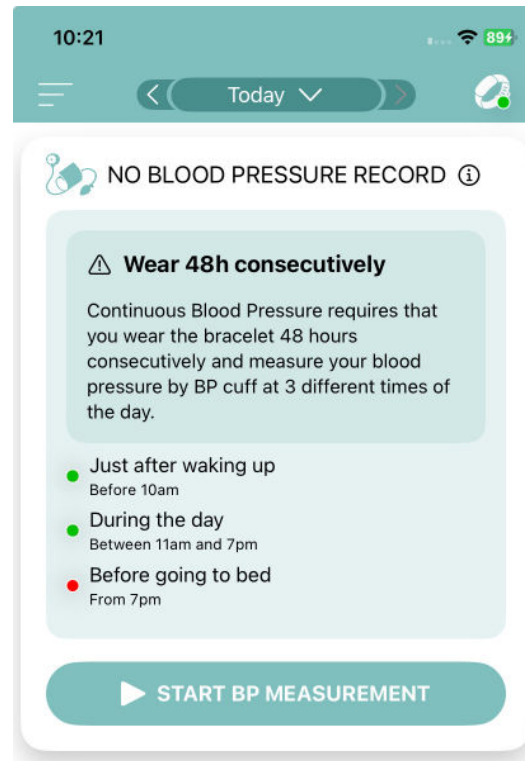 10:21
89
Today
NO BLOOD PRESSURE RECORD
Wear 48h consecutively
Continuous Blood Pressure requires that
you wear the bracelet 48 hours
consecutively and measure your blood
pressure by BP cuff at 3 different times of
the day.
Just after waking up
Before 10am
During the day
Between 11am and 7pm
Before going to bed
From 7pm
START BP MEASUREMENT